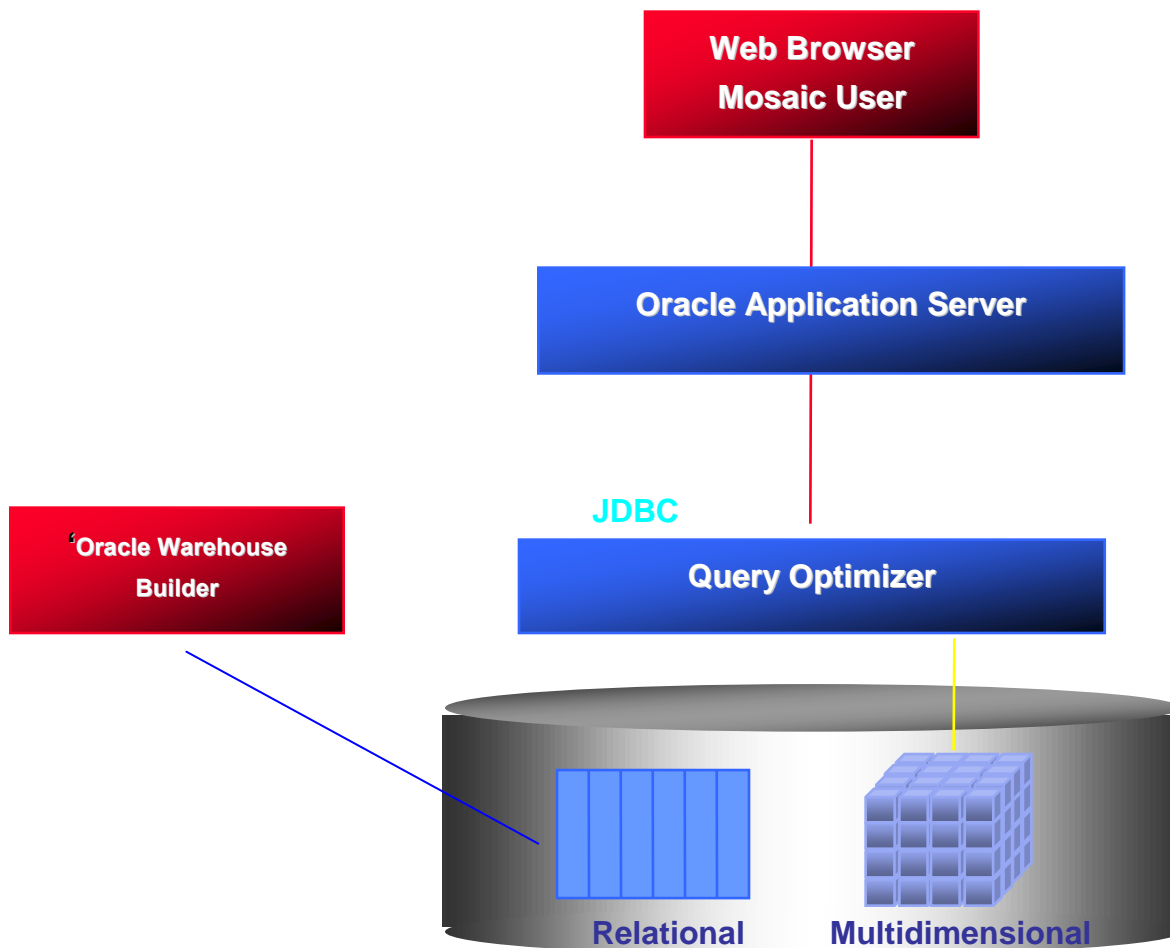 Web Browser
Mosaic User
Oracle Application Server
JDBC
‘Oracle Warehouse
Builder
Query Optimizer
Relational
Multidimensional